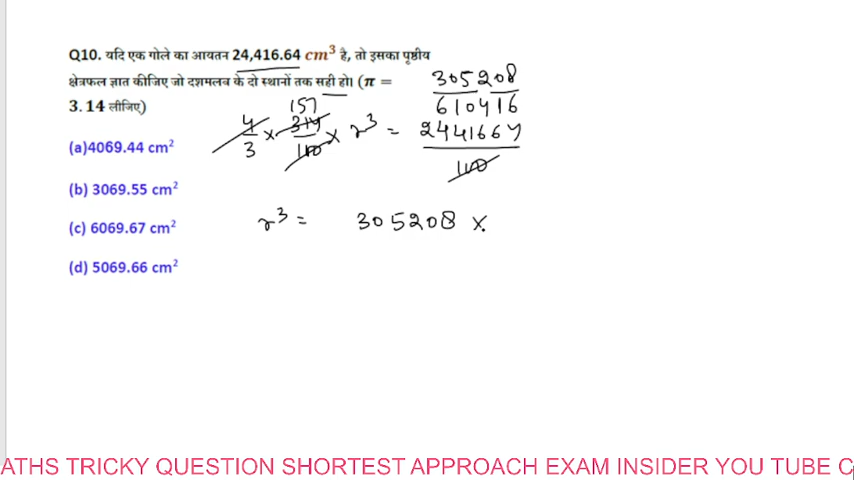 Q10. यदि एक गोले का आयतन 24,416.64 cm³ है, तो इसका पृष्ठीय
क्षेत्रफल ज्ञात कीजिए जो दशमलव के दो स्थानों तक सही हो। (π =
3.14 लीजिए)
305208
610416
157
4/3 × 314/100 × r³ = 2441664/100
(a)4069.44 cm²
(b) 3069.55 cm²
r³ = 305208 ×
(c) 6069.67 cm²
(d) 5069.66 cm²
ATHS TRICKY QUESTION SHORTEST APPROACH EXAM INSIDER YOU TUBE C